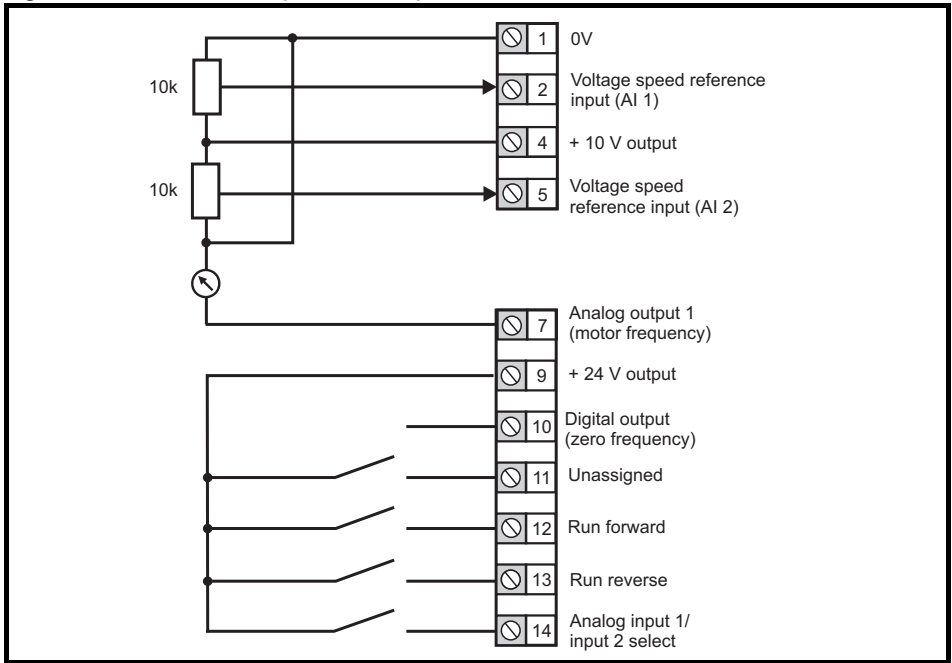 1 0V
10k
2 Voltage speed reference
input (AI 1)
4 + 10 V output
10k
5 Voltage speed
reference input (AI 2)
7 Analog output 1
(motor frequency)
9 + 24 V output
10 Digital output
(zero frequency)
11 Unassigned
12 Run forward
13 Run reverse
14 Analog input 1/
input 2 select